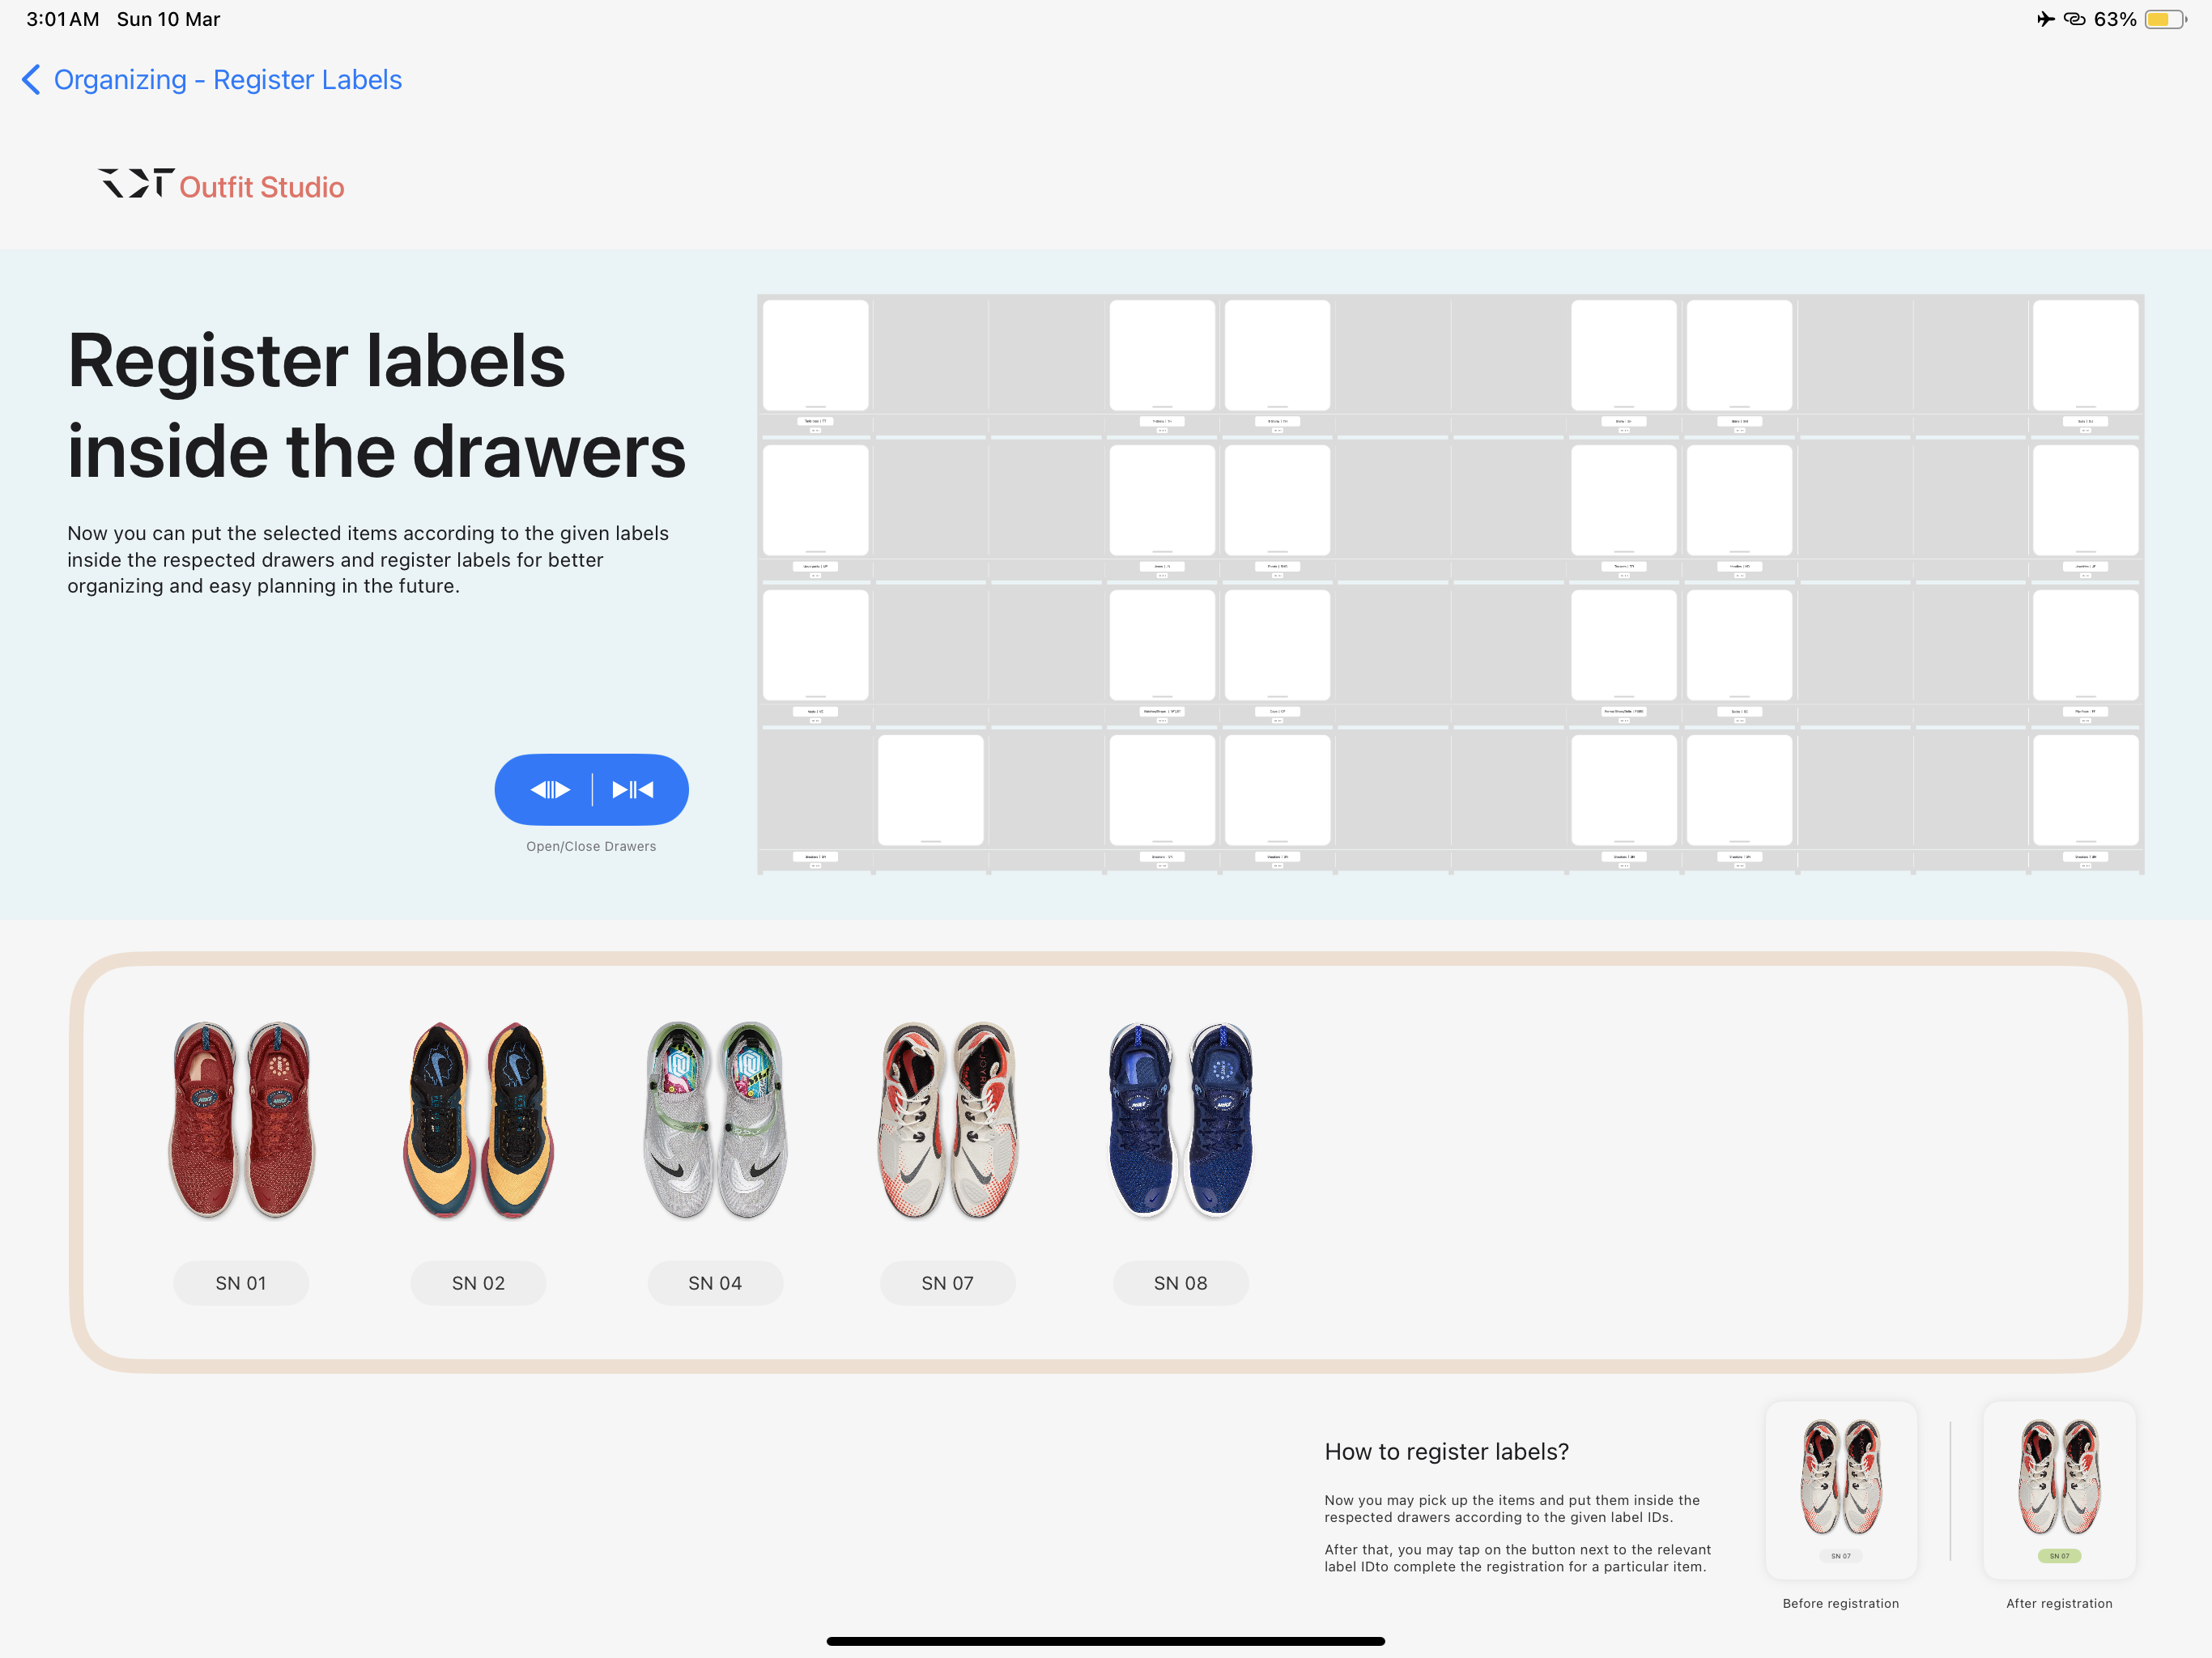 3:01AM Sun 10 Mar
63%
Organizing - Register Labels
Outfit Studio
Register labels
inside the drawers
Now you can put the selected items according to the given labels
inside the respected drawers and register labels for better
organizing and easy planning in the future.
Open/Close Drawers
SN 01
SN 02
SN 04
SN 07
SN 08
How to register labels?
Now you may pick up the items and put them inside the
respected drawers according to the given label IDs.
After that, you may tap on the button next to the relevant
label IDto complete the registration for a particular item.
SN 07
SN 07
Before registration
After registration